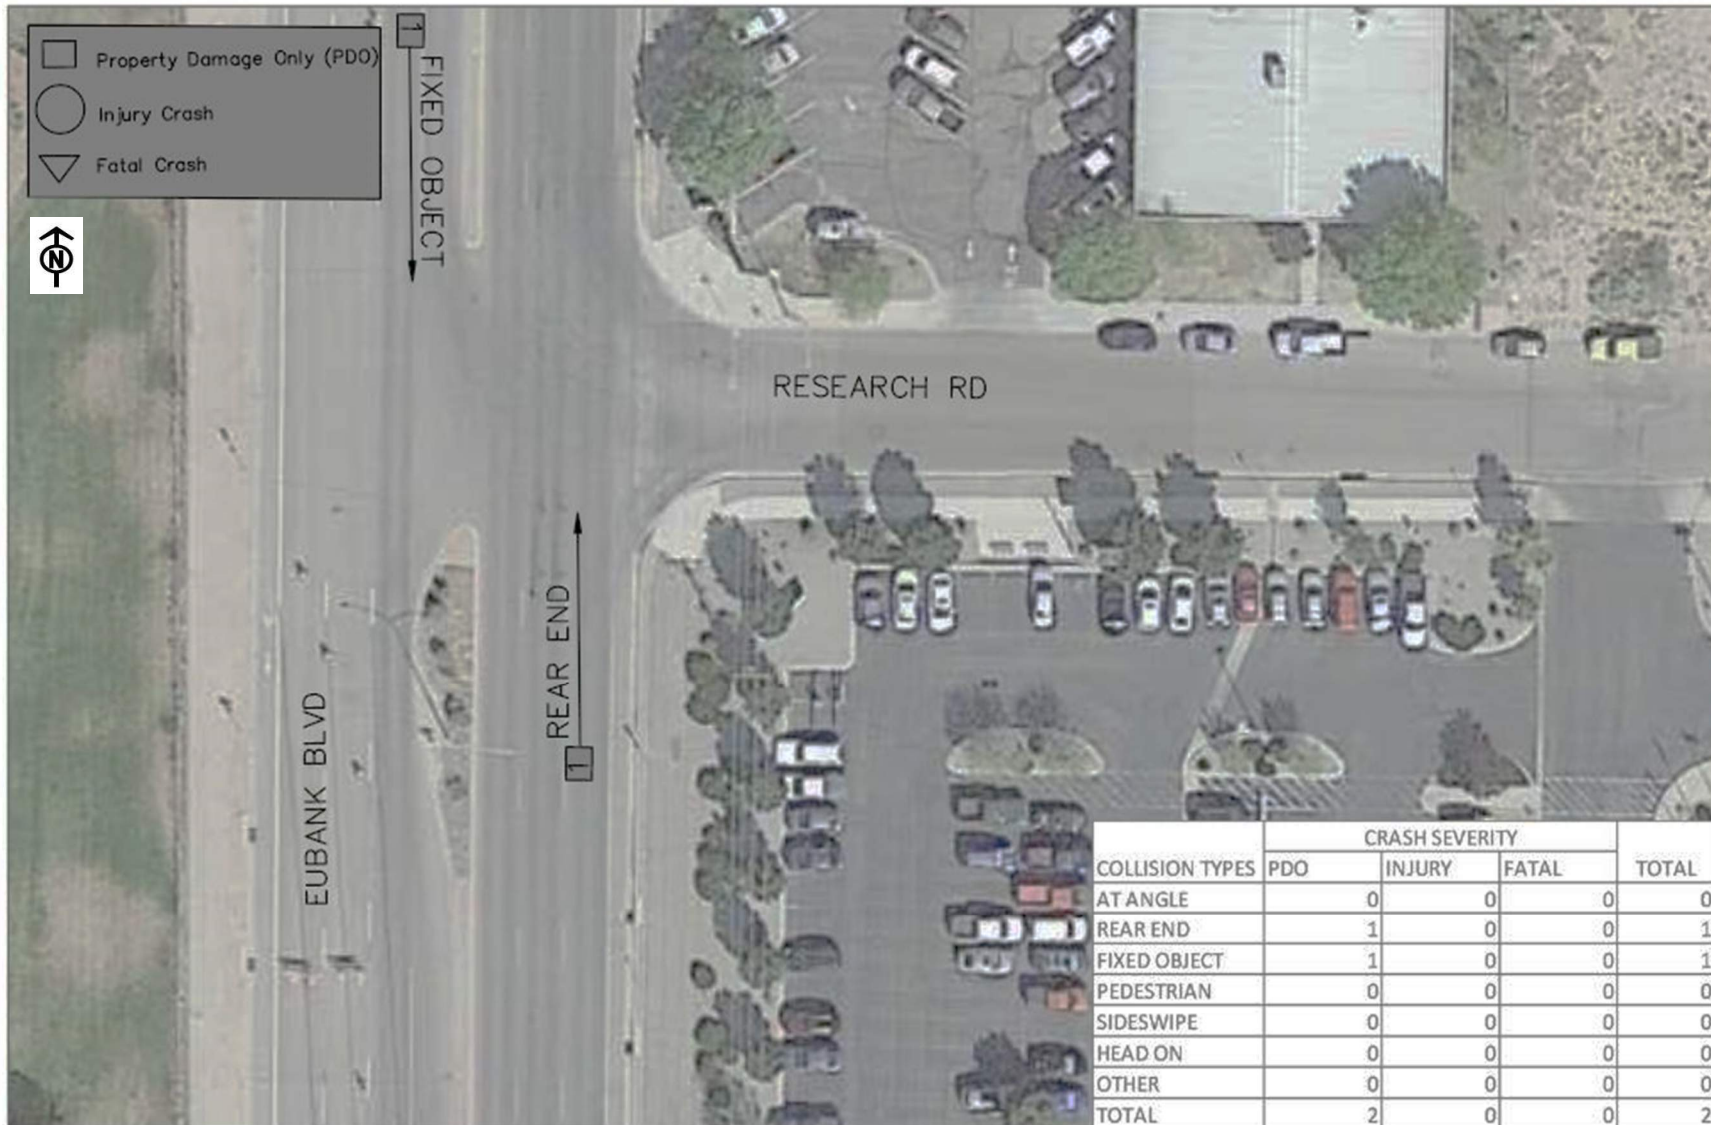 Property Damage Only (PDO)
Injury Crash
Fatal Crash
N
1
FIXED OBJECT
RESEARCH RD
REAR END
1
EUBANK BLVD
CRASH SEVERITY
COLLISION TYPES PDO INJURY FATAL TOTAL
AT ANGLE 0 0 0 0
REAR END 1 0 0 1
FIXED OBJECT 1 0 0 1
PEDESTRIAN 0 0 0 0
SIDESWIPE 0 0 0 0
HEAD ON 0 0 0 0
OTHER 0 0 0 0
TOTAL 2 0 0 2